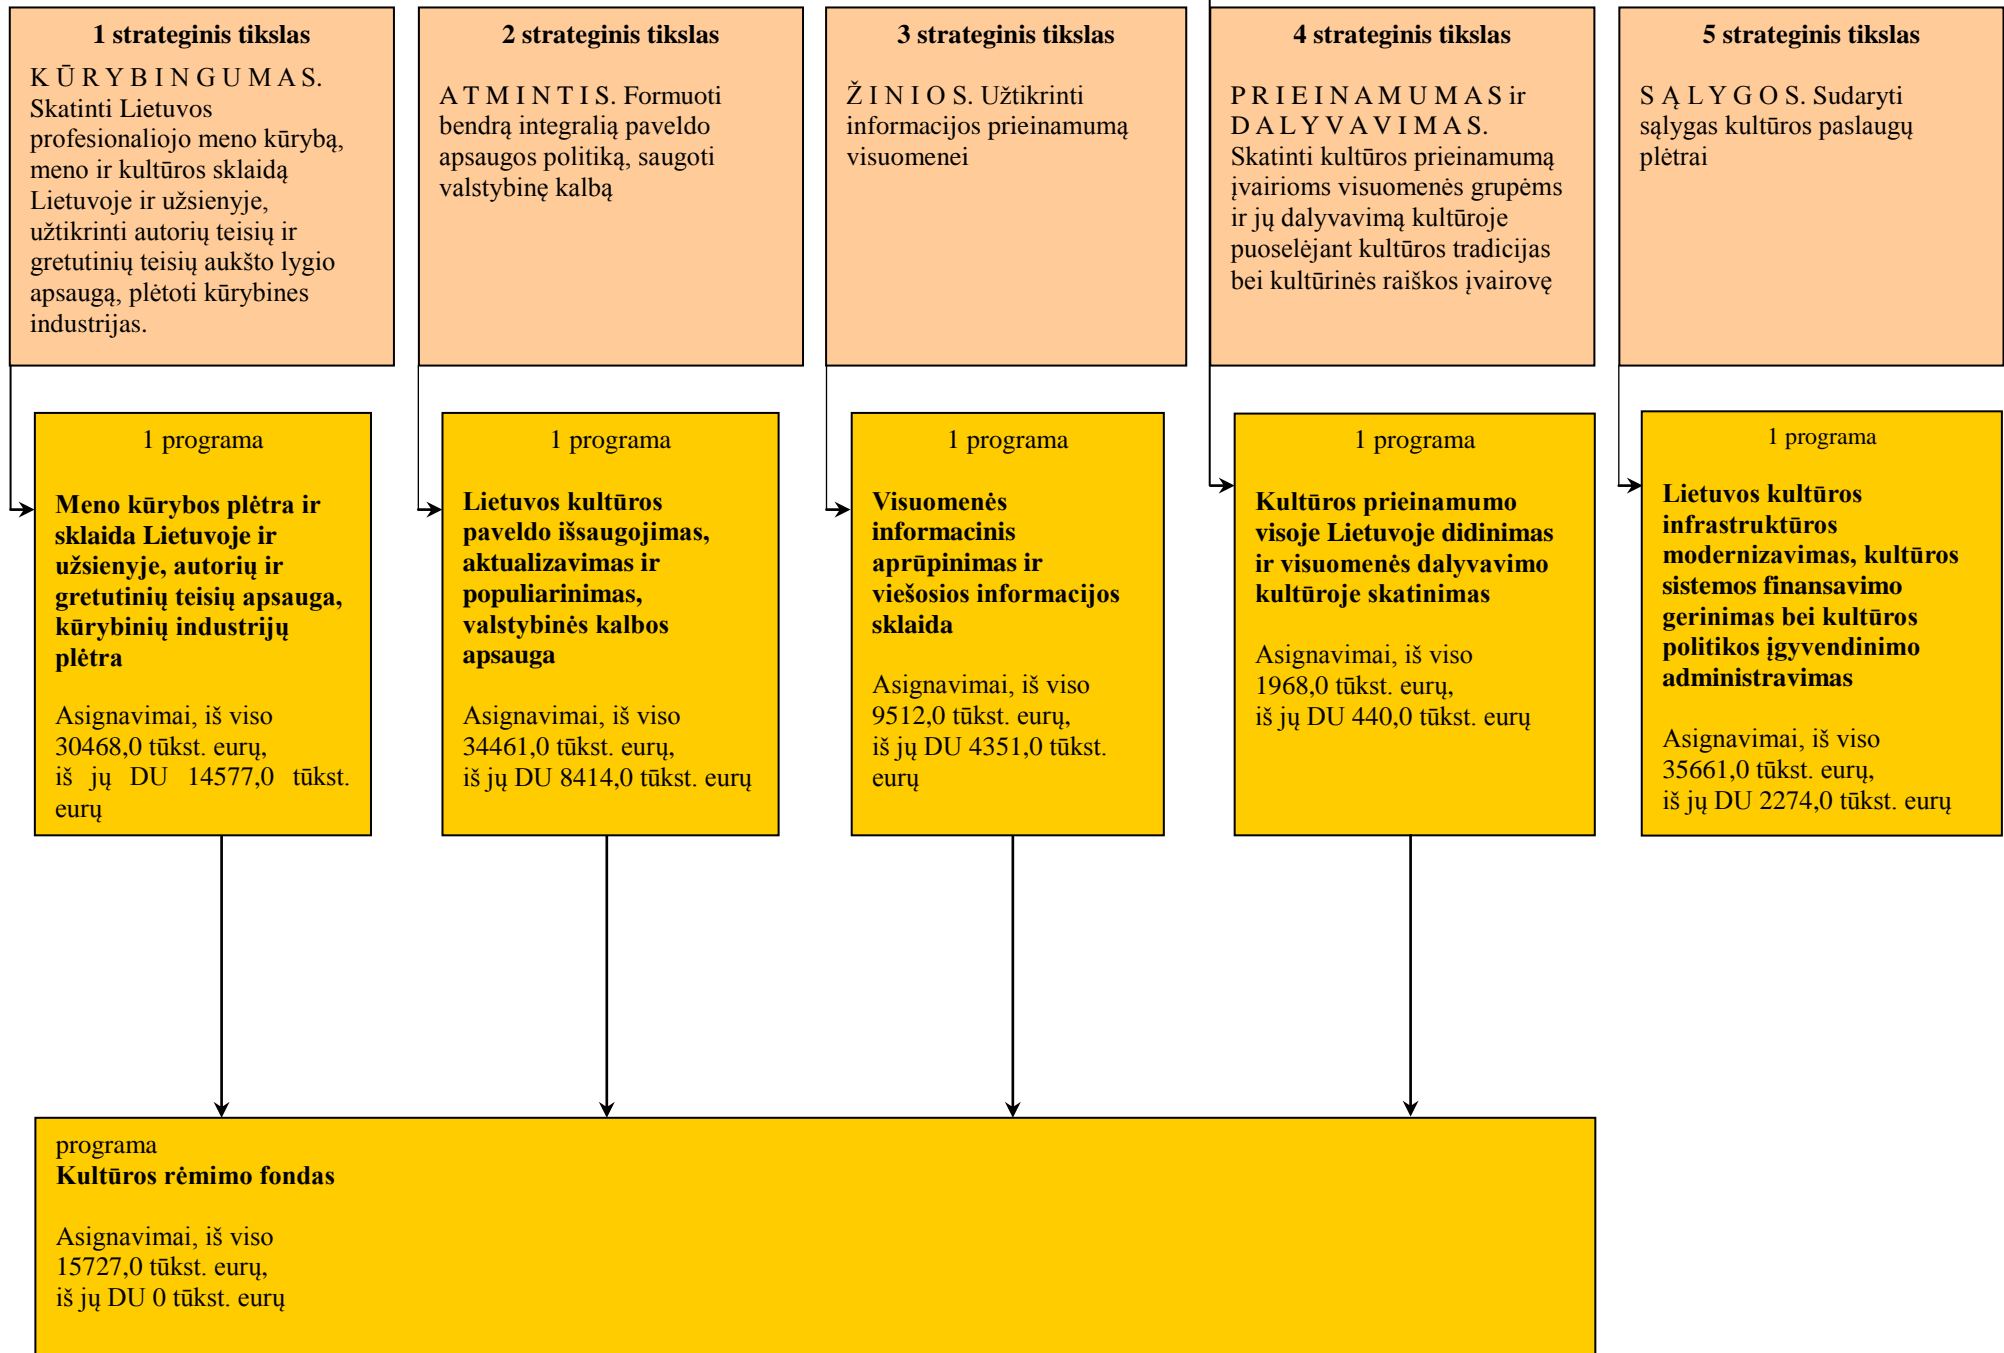 1 strateginis tikslas
K Ū R Y B I N G U M A S.
Skatinti Lietuvos
profesionaliojo meno kūrybą,
meno ir kultūros sklaidą
Lietuvoje ir užsienyje,
užtikrinti autorių teisių ir
gretutinių teisių aukšto lygio
apsaugą, plėtoti kūrybines
industrijas.
2 strateginis tikslas
A T M I N T I S. Formuoti
bendrą integralią paveldo
apsaugos politiką, saugoti
valstybinę kalbą
3 strateginis tikslas
Ž I N I O S. Užtikrinti
informacijos prieinamumą
visuomenei
4 strateginis tikslas
P R I E I N A M U M A S ir
D A L Y V A V I M A S.
Skatinti kultūros prieinamumą
įvairioms visuomenės grupėms
ir jų dalyvavimą kultūroje
puoselėjant kultūros tradicijas
bei kultūrinės raiškos įvairovę
5 strateginis tikslas
S Ą L Y G O S. Sudaryti
sąlygas kultūros paslaugų
plėtrai
1 programa
Meno kūrybos plėtra ir
sklaida Lietuvoje ir
užsienyje, autorių ir
gretutinių teisių apsauga,
kūrybinių industrijų
plėtra
Asignavimai, iš viso
30468,0 tūkst. eurų,
iš jų DU 14577,0 tūkst.
eurų
1 programa
Lietuvos kultūros
paveldo išsaugojimas,
aktualizavimas ir
populiarinimas,
valstybinės kalbos
apsauga
Asignavimai, iš viso
34461,0 tūkst. eurų,
iš jų DU 8414,0 tūkst. eurų
1 programa
Visuomenės
informacinis
aprūpinimas ir
viešosios informacijos
sklaida
Asignavimai, iš viso
9512,0 tūkst. eurų,
iš jų DU 4351,0 tūkst.
eurų
1 programa
Kultūros prieinamumo
visoje Lietuvoje didinimas
ir visuomenės dalyvavimo
kultūroje skatinimas
Asignavimai, iš viso
1968,0 tūkst. eurų,
iš jų DU 440,0 tūkst. eurų
1 programa
Lietuvos kultūros
infrastruktūros
modernizavimas, kultūros
sistemos finansavimo
gerinimas bei kultūros
politikos įgyvendinimo
administravimas
Asignavimai, iš viso
35661,0 tūkst. eurų,
iš jų DU 2274,0 tūkst. eurų
programa
Kultūros rėmimo fondas
Asignavimai, iš viso
15727,0 tūkst. eurų,
iš jų DU 0 tūkst. eurų